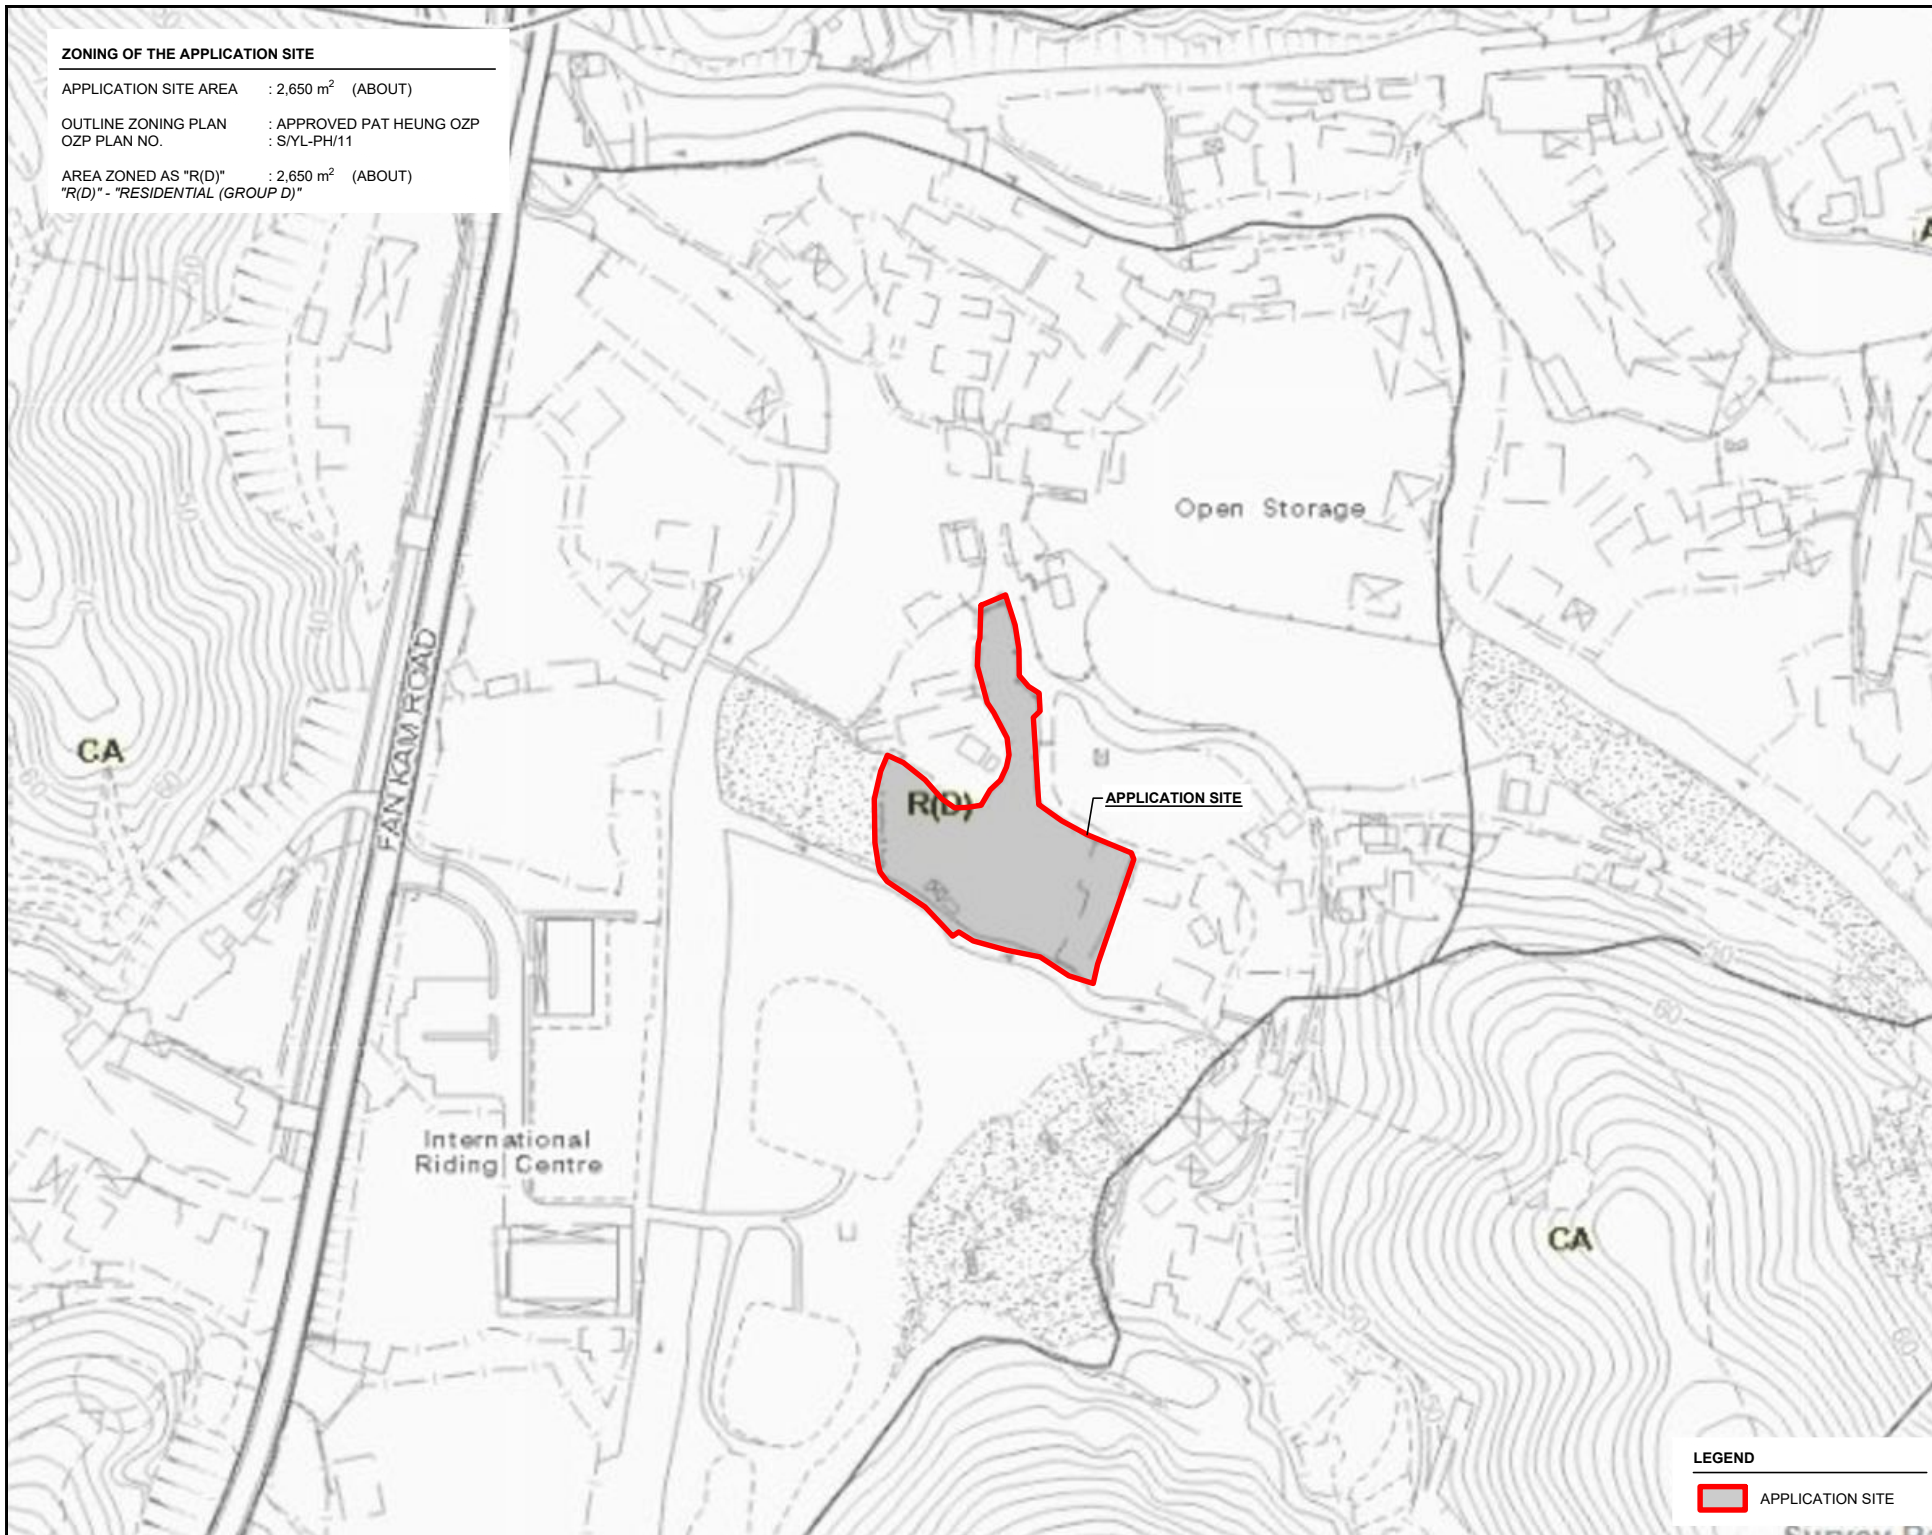 ZONING OF THE APPLICATION SITE
APPLICATION SITE AREA : 2,650 m² (ABOUT)
OUTLINE ZONING PLAN : APPROVED PAT HEUNG OZP
OZP PLAN NO. : S/YL-PH/11
AREA ZONED AS "R(D)" : 2,650 m² (ABOUT)
"R(D)" - "RESIDENTIAL (GROUP D)"
Open Storage
FAN KAM ROAD
CA
R(D)
APPLICATION SITE
International
Riding Centre
60
CA
LEGEND
APPLICATION SITE